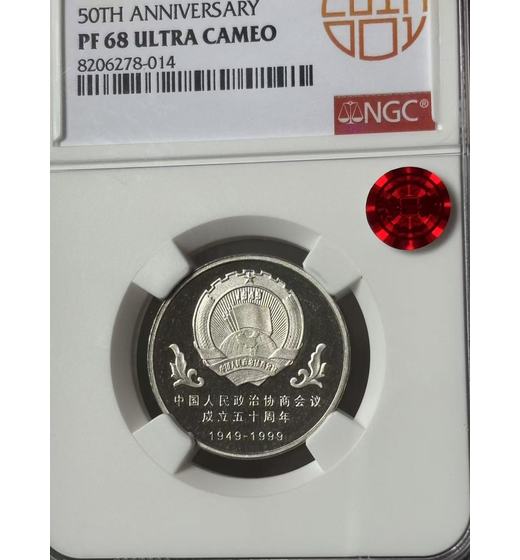 50TH ANNIVERSARY
PF 68 ULTRA CAMEO
8206278-014
NGC®
中国人民政治协商会议
成立五十周年
1949-1999